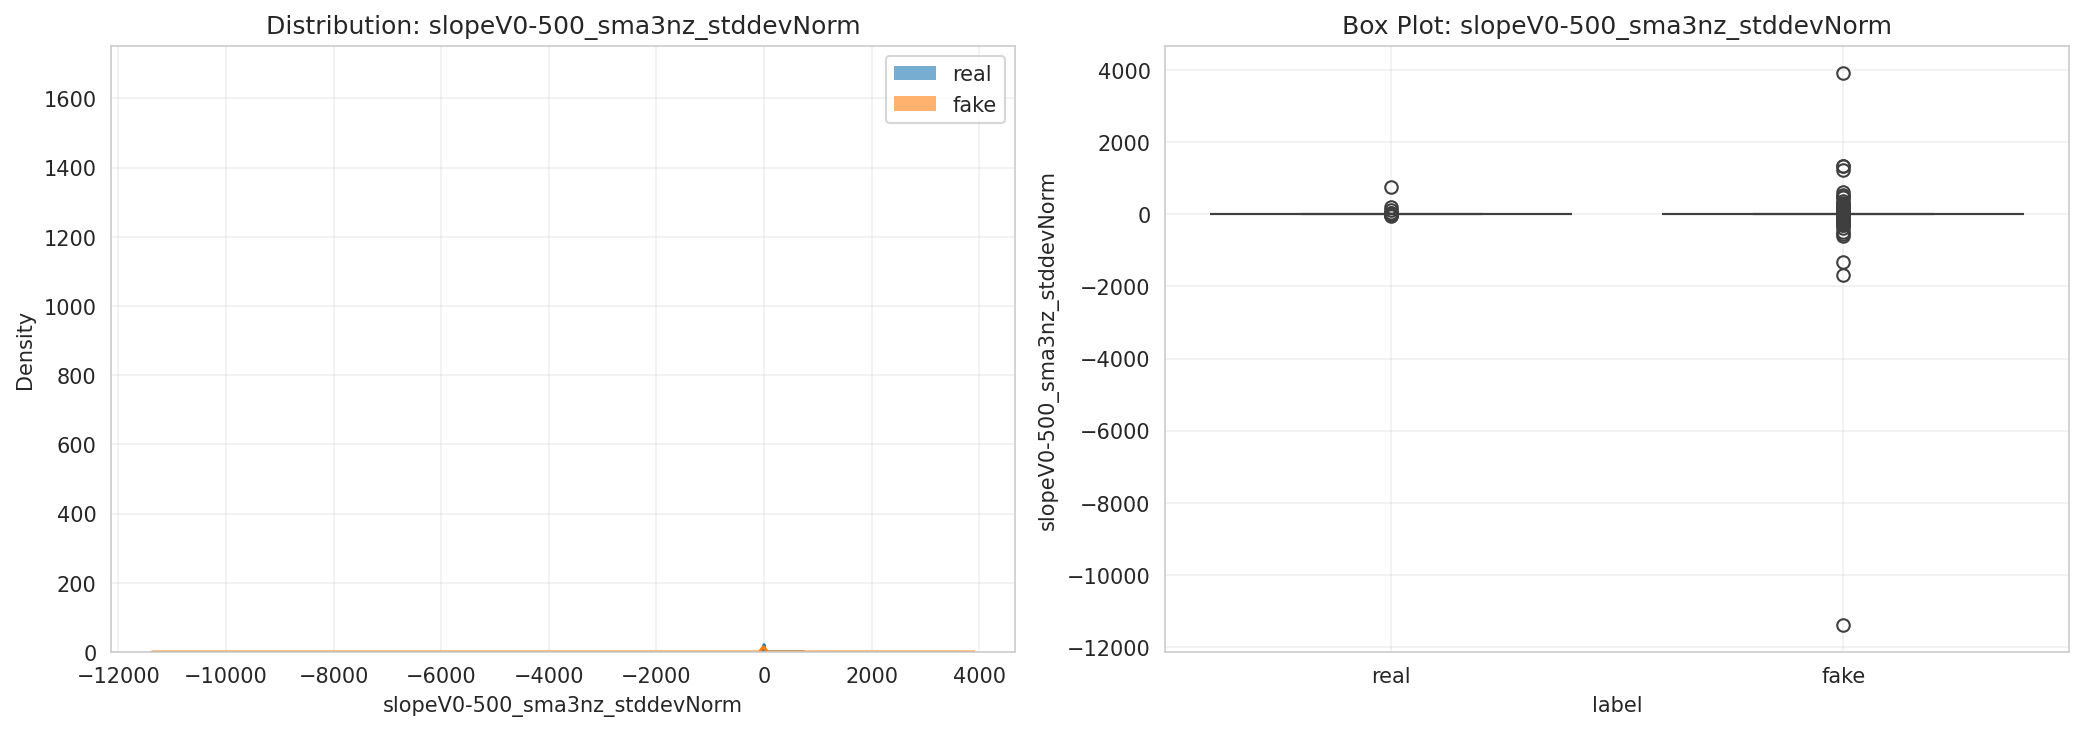 Distribution: slopeV0-500_sma3nz_stddevNorm
real
fake
Density
1600
1400
1200
1000
800
600
400
200
0
−12000 −10000 −8000 −6000 −4000 −2000 0 2000 4000
slopeV0-500_sma3nz_stddevNorm
Box Plot: slopeV0-500_sma3nz_stddevNorm
slopeV0-500_sma3nz_stddevNorm
4000
2000
0
−2000
−4000
−6000
−8000
−10000
−12000
real fake
label